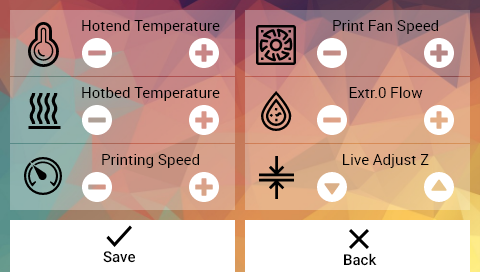 Hotend Temperature
Print Fan Speed
Hotbed Temperature
Extr.0 Flow
Printing Speed
Live Adjust Z
Save
Back